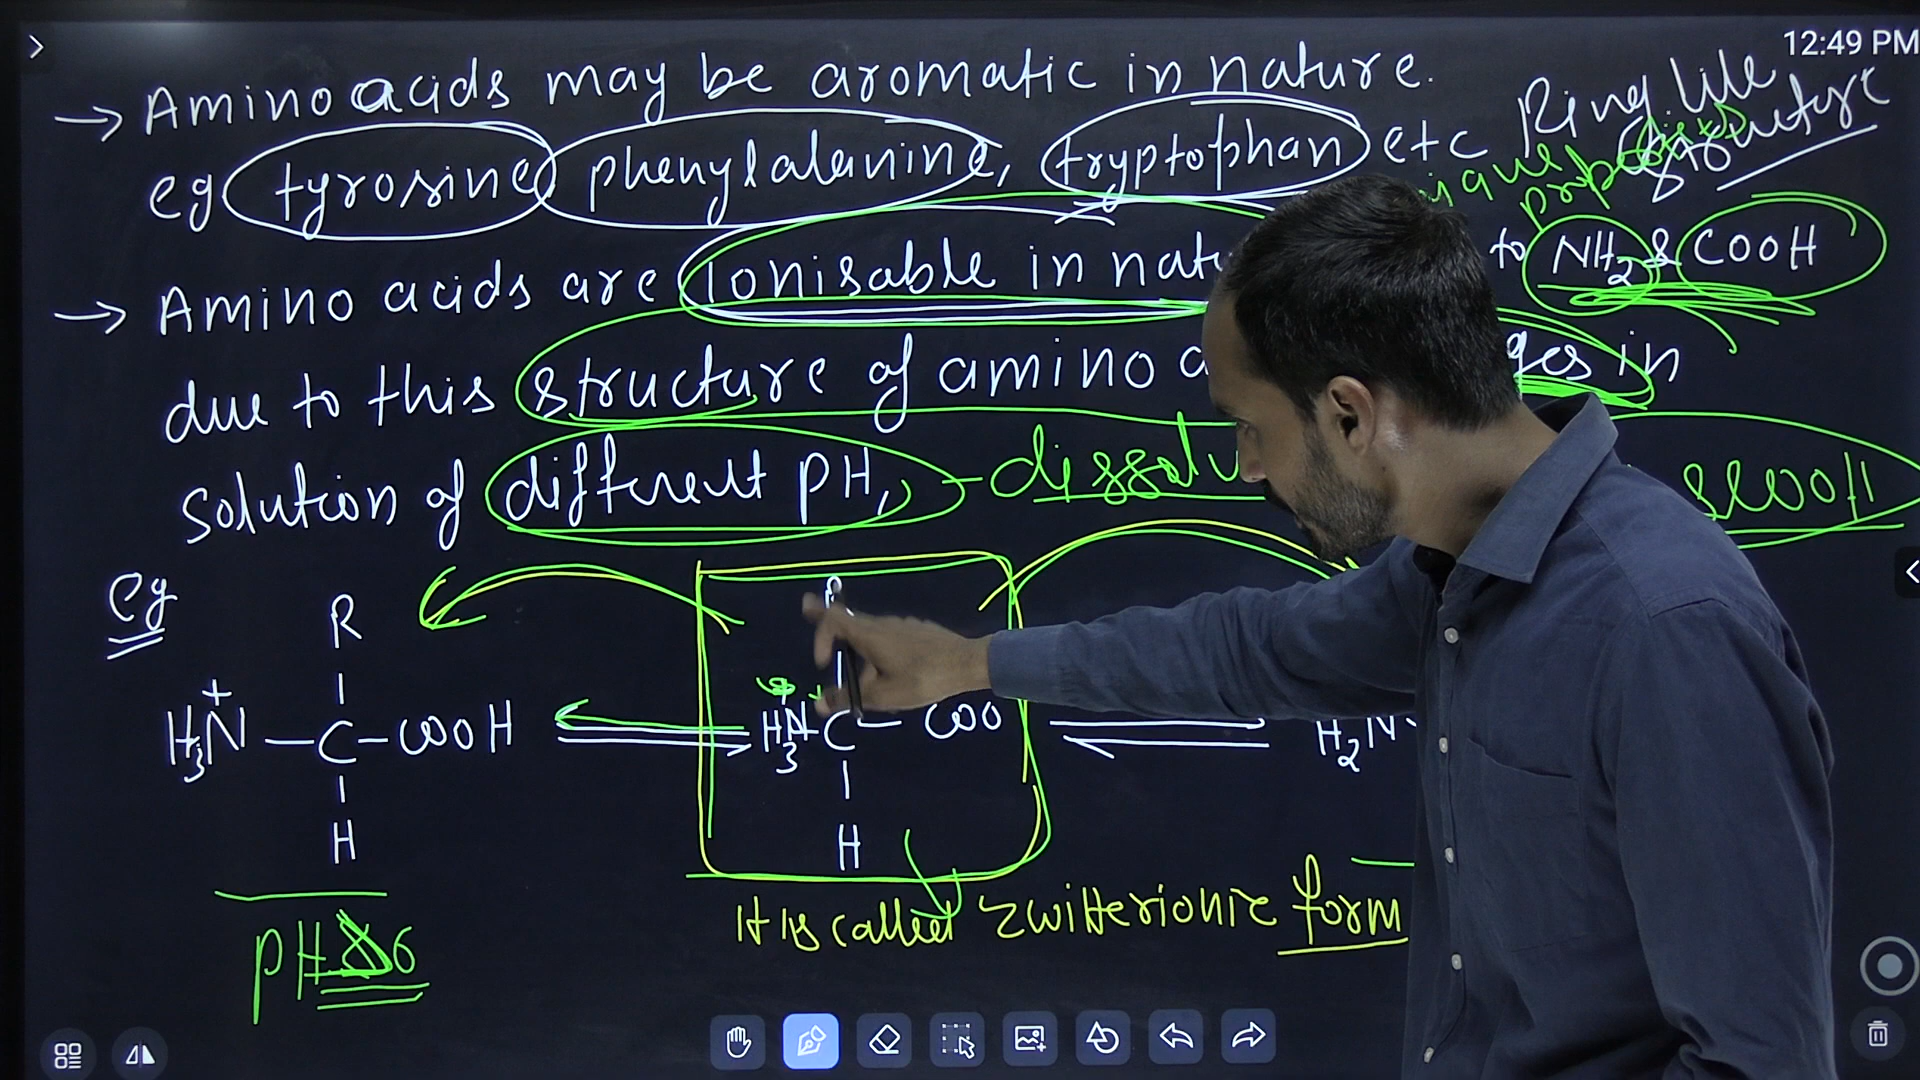 12:49 PM
→ Amino acids may be aromatic in nature.
eg tyrosine phenylalanine, tryptophan etc Ring like structure
→ Amino acids are Ionisable in natu to NH2 & COOH
due to this structure of amino a ges in
solution of different pH,
eg
R R
H3N+ — C — COOH H3N+ C — COO H2N
H H
pH 6
It is called zwitterionic form